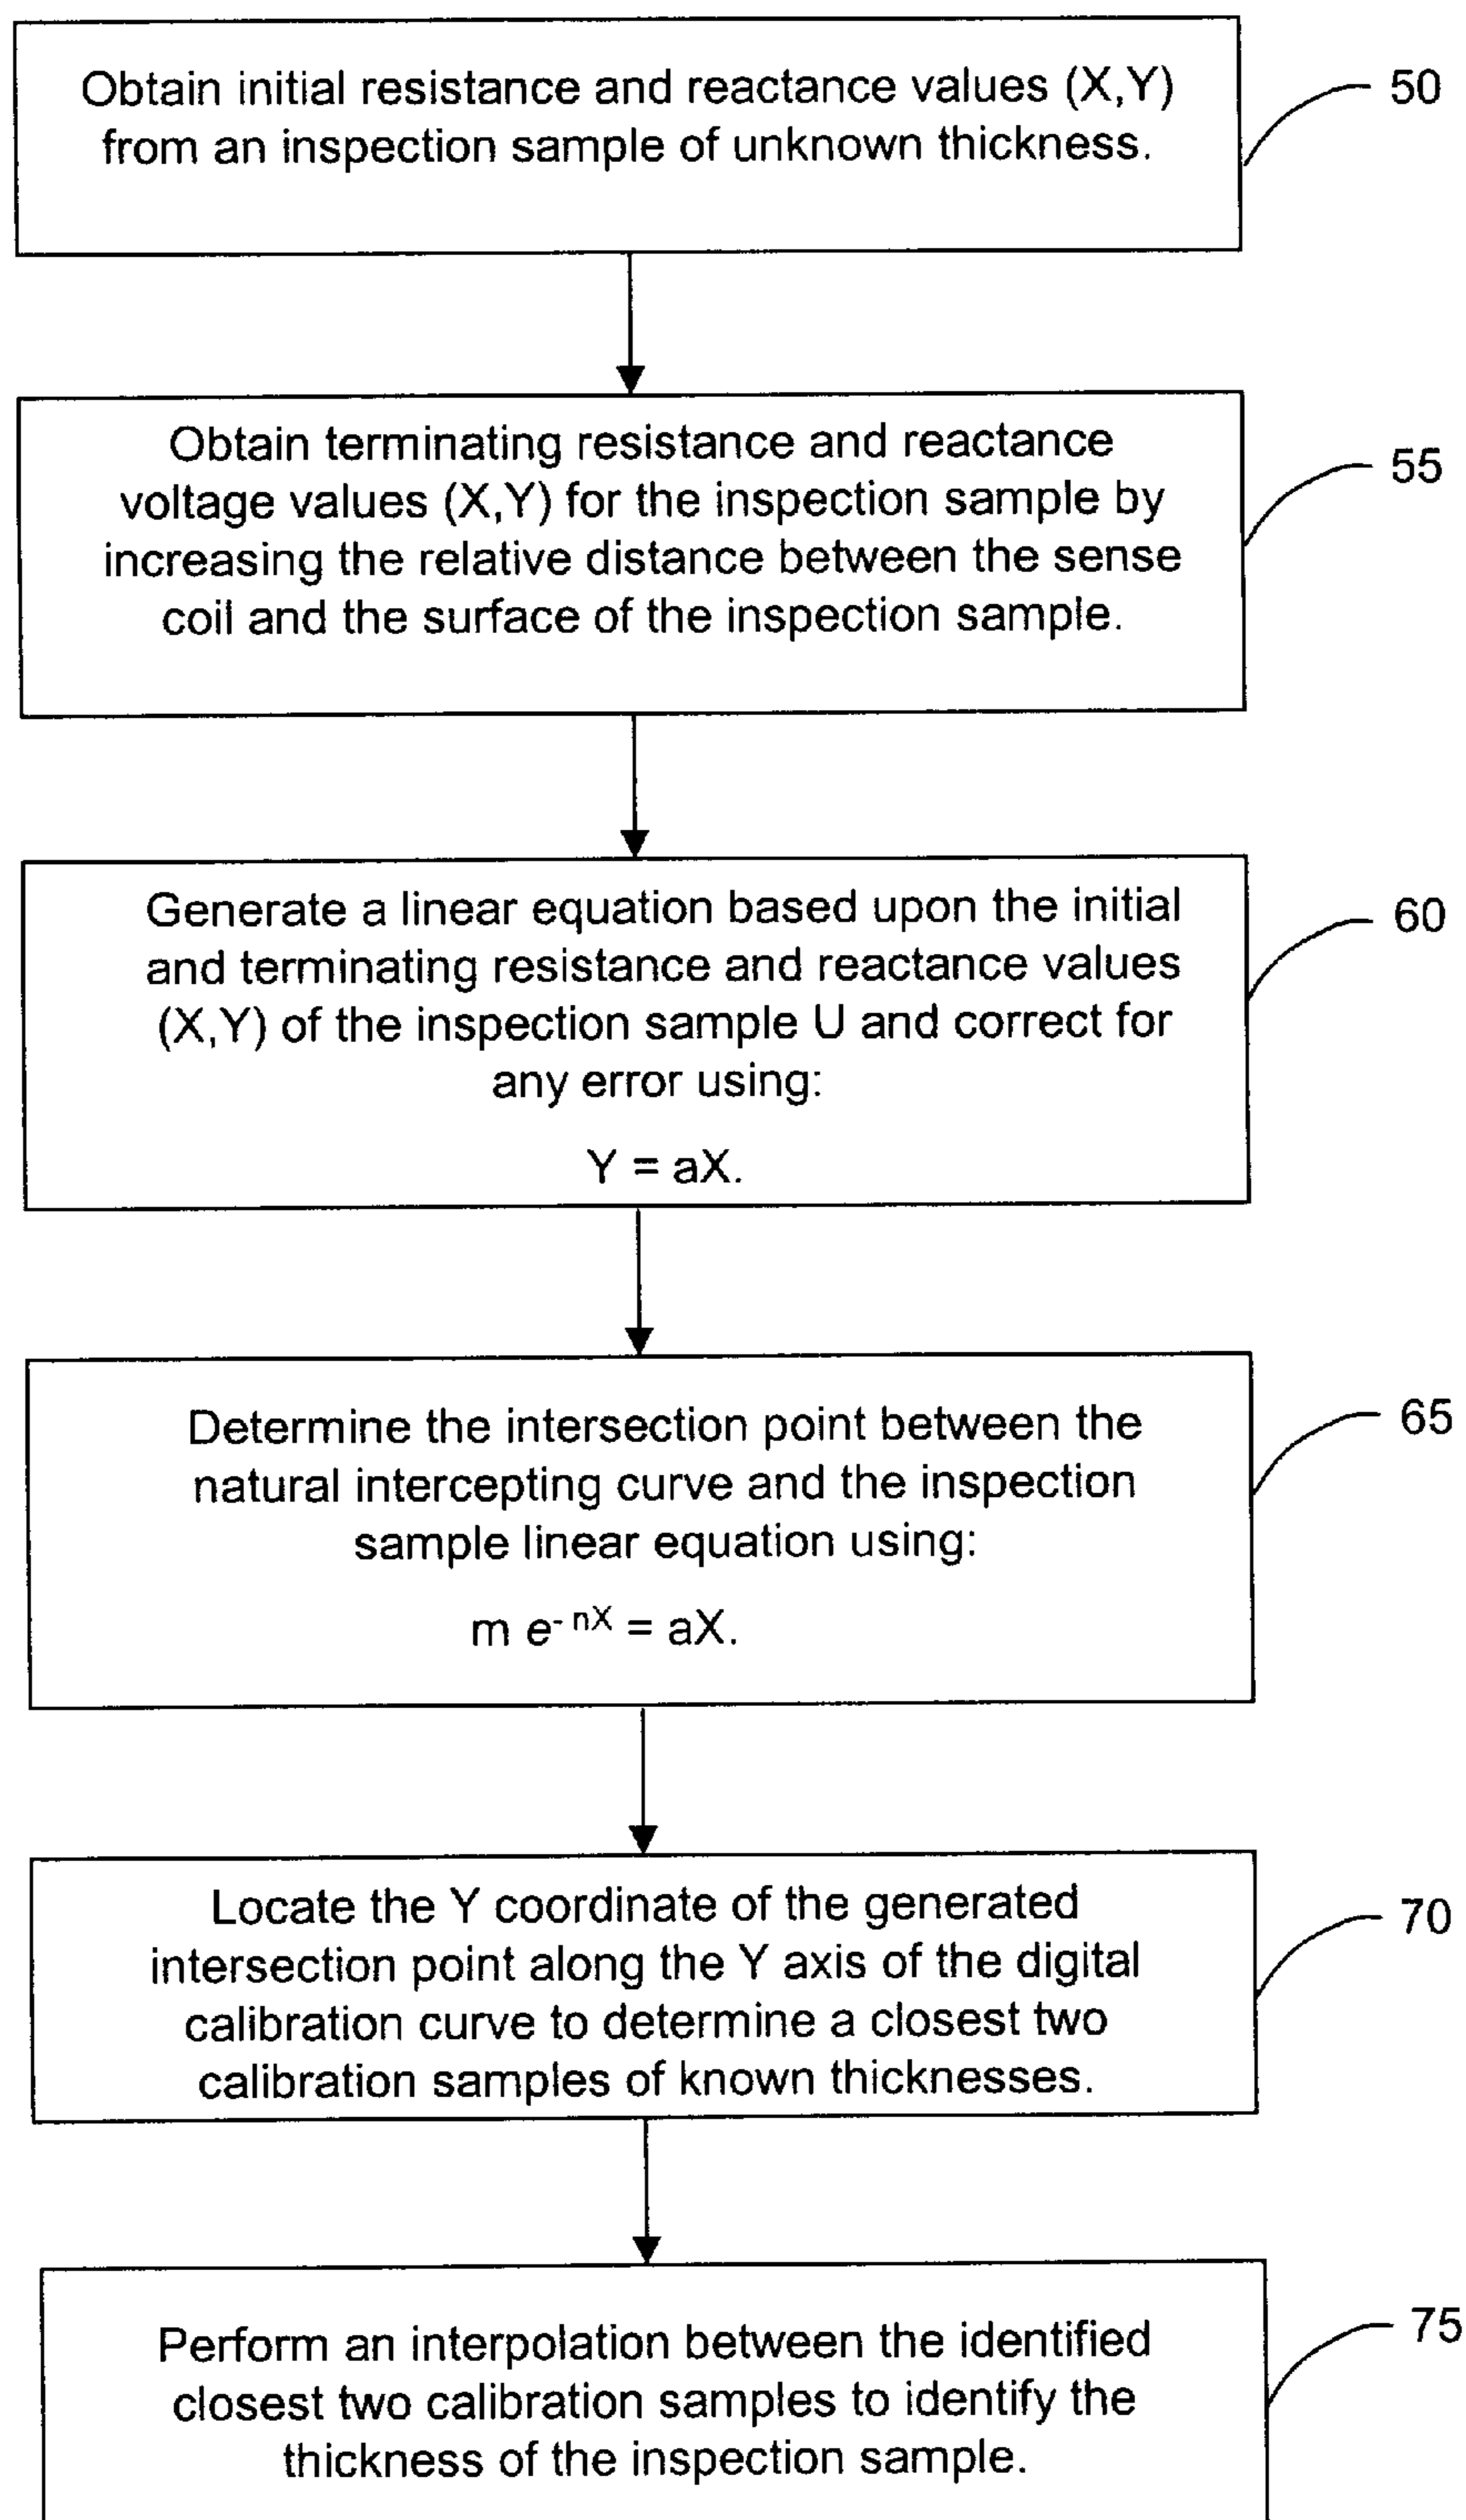 Obtain initial resistance and reactance values (X,Y)
from an inspection sample of unknown thickness.
50
Obtain terminating resistance and reactance
voltage values (X,Y) for the inspection sample by
increasing the relative distance between the sense
coil and the surface of the inspection sample.
55
Generate a linear equation based upon the initial
and terminating resistance and reactance values
(X,Y) of the inspection sample U and correct for
any error using:
Y = aX.
60
Determine the intersection point between the
natural intercepting curve and the inspection
sample linear equation using:
m e^{- nX} = aX.
65
Locate the Y coordinate of the generated
intersection point along the Y axis of the digital
calibration curve to determine a closest two
calibration samples of known thicknesses.
70
Perform an interpolation between the identified
closest two calibration samples to identify the
thickness of the inspection sample.
75